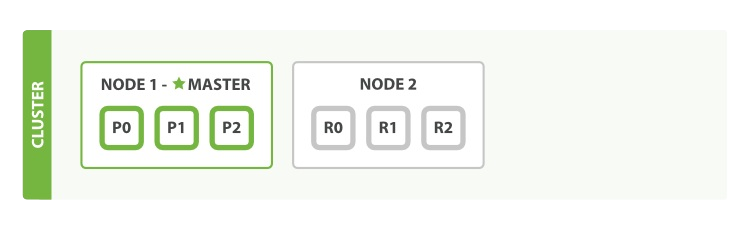 CLUSTER
NODE 1 - ★ MASTER
P0 P1 P2
NODE 2
R0 R1 R2